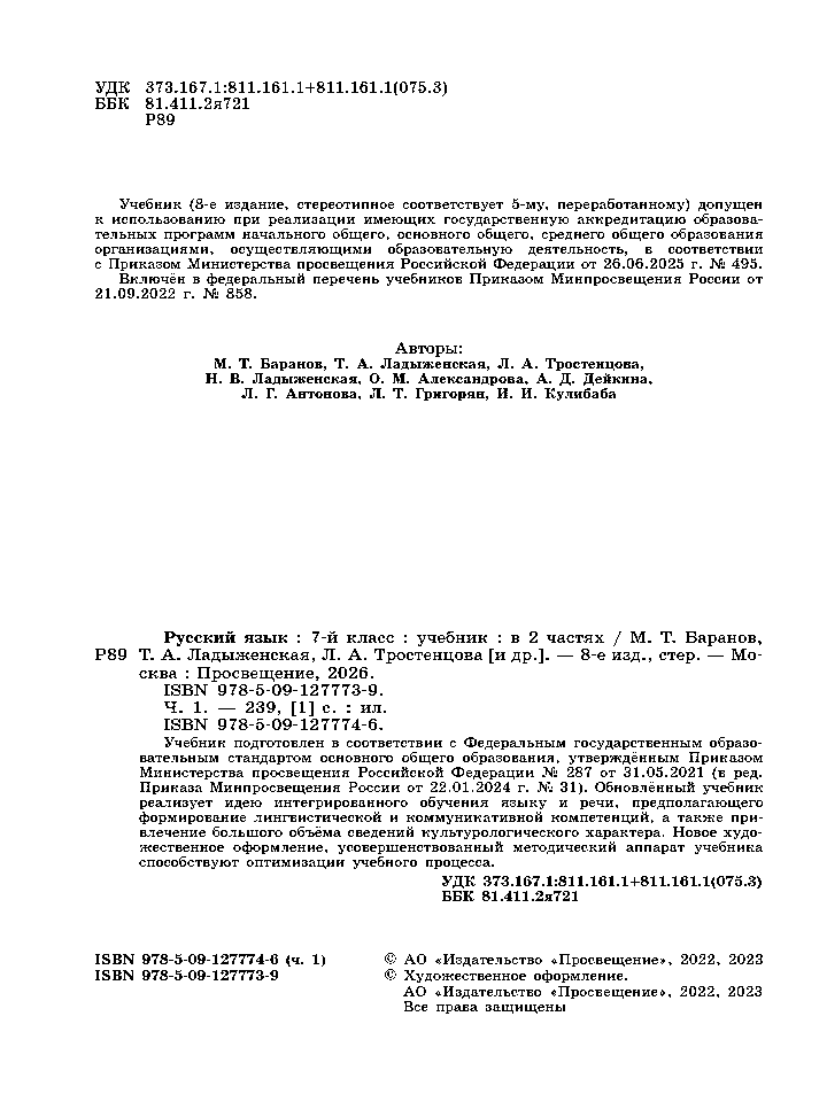 УДК 373.167.1:811.161.1+811.161.1(075.3)
ББК 81.411.2я721
Р89
Учебник (8-е издание, стереотипное соответствует 5-му, переработанному) допущен
к использованию при реализации имеющих государственную аккредитацию образова-
тельных программ начального общего, основного общего, среднего общего образования
организациями, осуществляющими образовательную деятельность, в соответствии
с Приказом Министерства просвещения Российской Федерации от 26.06.2025 г. № 495.
Включён в федеральный перечень учебников Приказом Минпросвещения России от
21.09.2022 г. № 858.
Авторы:
М. Т. Баранов, Т. А. Ладыженская, Л. А. Тростенцова,
Н. В. Ладыженская, О. М. Александрова, А. Д. Дейкина,
Л. Г. Антонова, Л. Т. Григорян, И. И. Кулибаба
Русский язык : 7-й класс : учебник : в 2 частях / М. Т. Баранов,
Р89 Т. А. Ладыженская, Л. А. Тростенцова [и др.]. — 8-е изд., стер. — Мо-
сква : Просвещение, 2026.
ISBN 978-5-09-127773-9.
Ч. 1. — 239, [1] с. : ил.
ISBN 978-5-09-127774-6.
Учебник подготовлен в соответствии с Федеральным государственным образо-
вательным стандартом основного общего образования, утверждённым Приказом
Министерства просвещения Российской Федерации № 287 от 31.05.2021 (в ред.
Приказа Минпросвещения России от 22.01.2024 г. № 31). Обновлённый учебник
реализует идею интегрированного обучения языку и речи, предполагающего
формирование лингвистической и коммуникативной компетенций, а также при-
влечение большого объёма сведений культурологического характера. Новое худо-
жественное оформление, усовершенствованный методический аппарат учебника
способствуют оптимизации учебного процесса.
УДК 373.167.1:811.161.1+811.161.1(075.3)
ББК 81.411.2я721
ISBN 978-5-09-127774-6 (ч. 1)
ISBN 978-5-09-127773-9
© АО «Издательство «Просвещение», 2022, 2023
© Художественное оформление.
АО «Издательство «Просвещение», 2022, 2023
Все права защищены